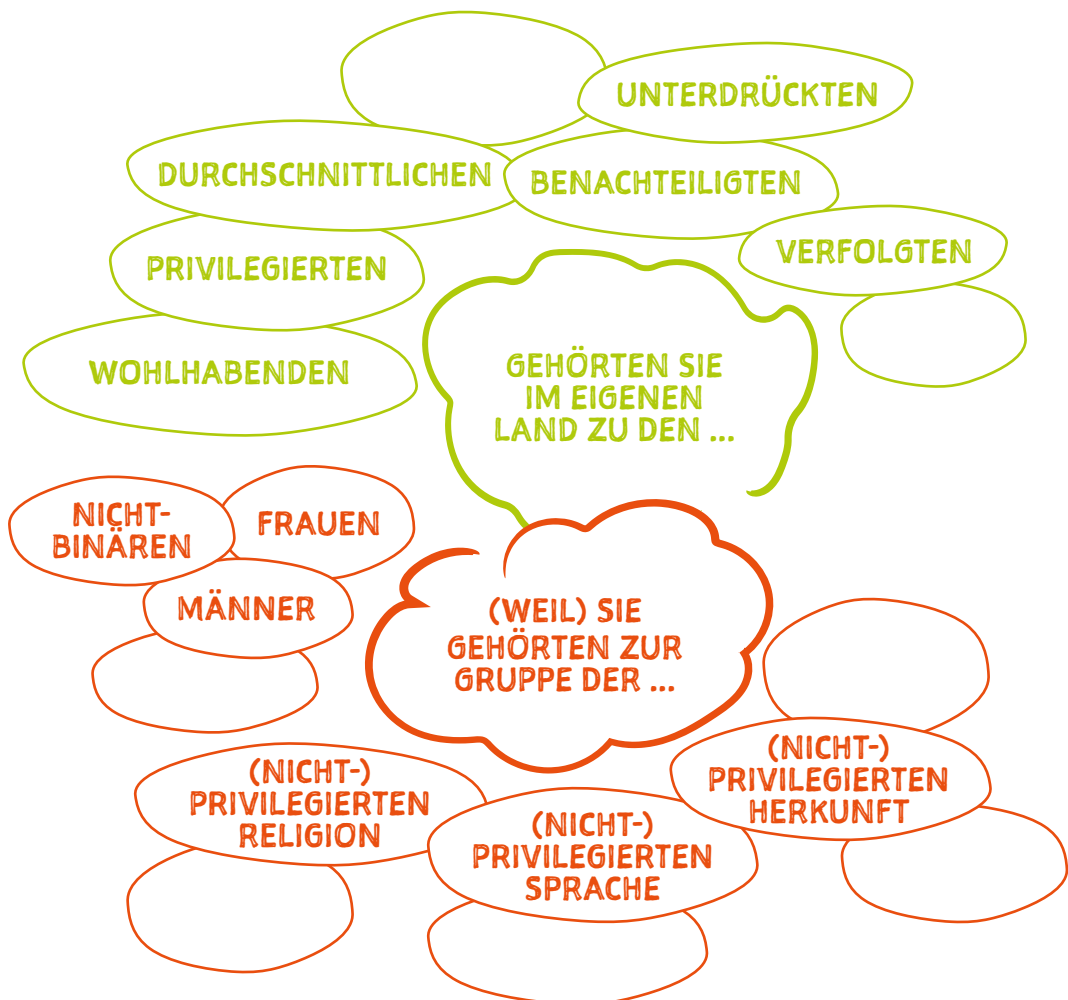 UNTERDRÜCKTEN
DURCHSCHNITTLICHEN
BENACHTEILIGTEN
VERFOLGTEN
PRIVILEGIERTEN
WOHLHABENDEN
GEHÖRTEN SIE
IM EIGENEN
LAND ZU DEN ...
NICHT-
BINÄREN
FRAUEN
MÄNNER
(WEIL) SIE
GEHÖRTEN ZUR
GRUPPE DER ...
(NICHT-)
PRIVILEGIERTEN
RELIGION
(NICHT-)
PRIVILEGIERTEN
SPRACHE
(NICHT-)
PRIVILEGIERTEN
HERKUNFT